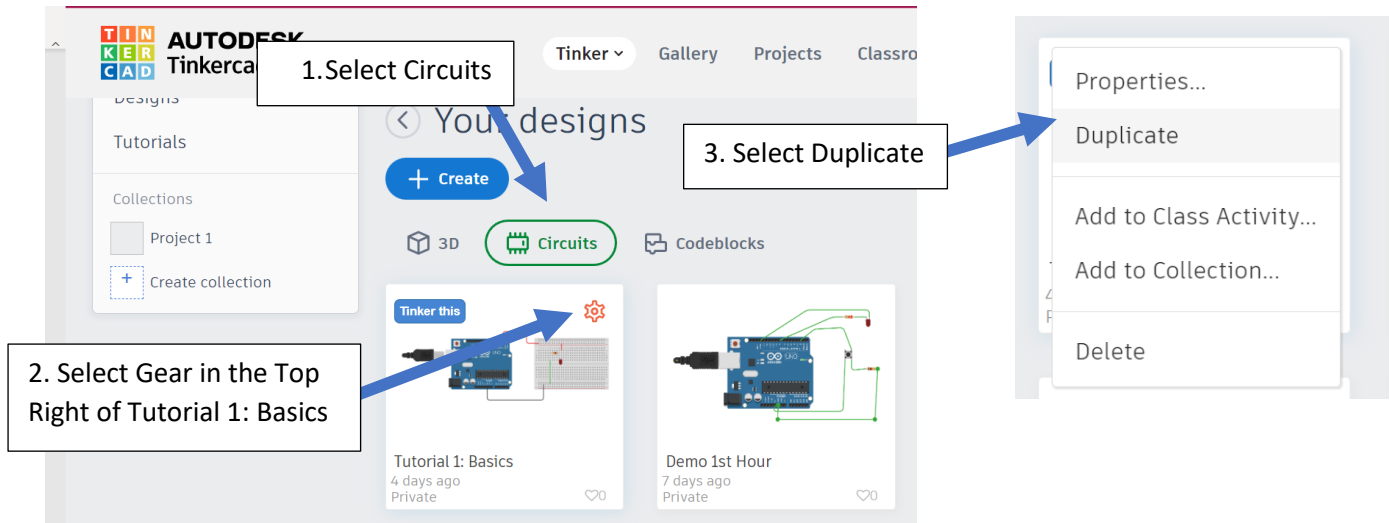 TIN
KER
CAD
AUTODESK
Tinkerca
Tinker
Gallery
Projects
Classro
1.Select Circuits
Designs
Tutorials
Collections
Project 1
+ Create collection
Your designs
+ Create
3D
Circuits
Codeblocks
Tinker this
2. Select Gear in the Top
Right of Tutorial 1: Basics
UNO
Tutorial 1: Basics
4 days ago
Private
0
Demo 1st Hour
7 days ago
Private
0
3. Select Duplicate
Properties...
Duplicate
Add to Class Activity...
Add to Collection...
Delete